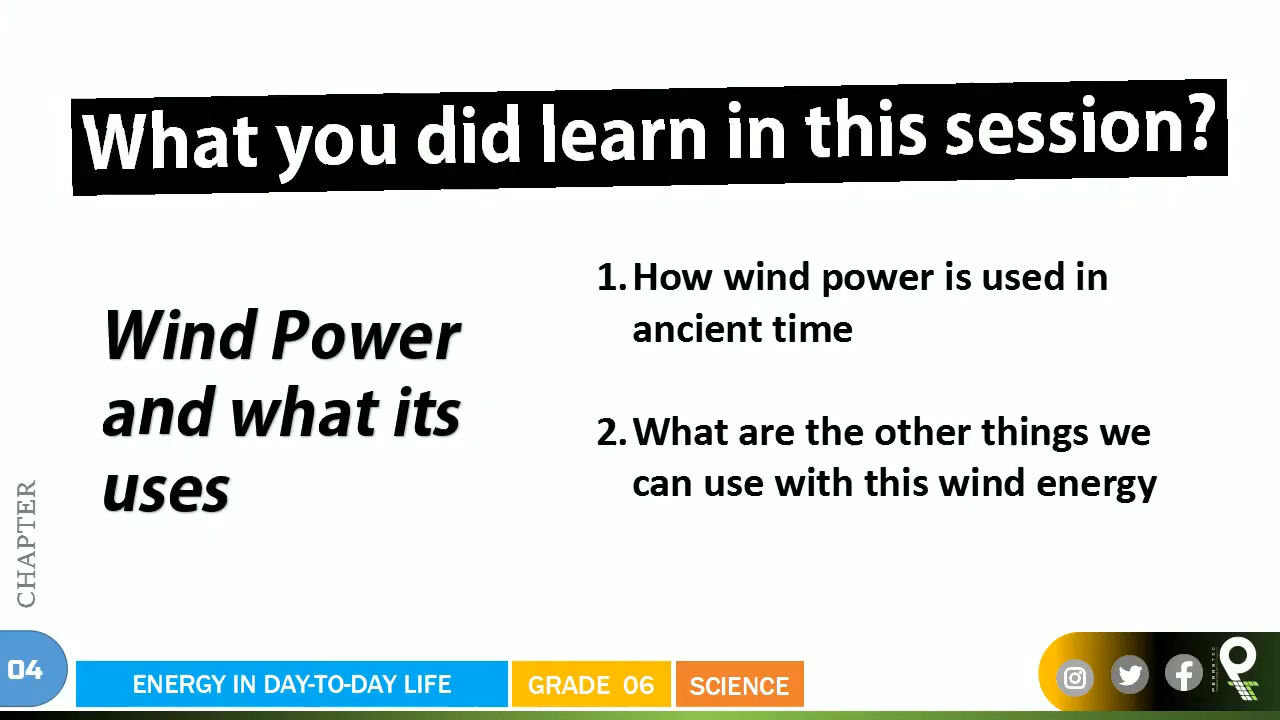 What you did learn in this session?
Wind Power
and what its
uses
1. How wind power is used in
ancient time
2. What are the other things we
can use with this wind energy
CHAPTER
04
ENERGY IN DAY-TO-DAY LIFE
GRADE 06
SCIENCE